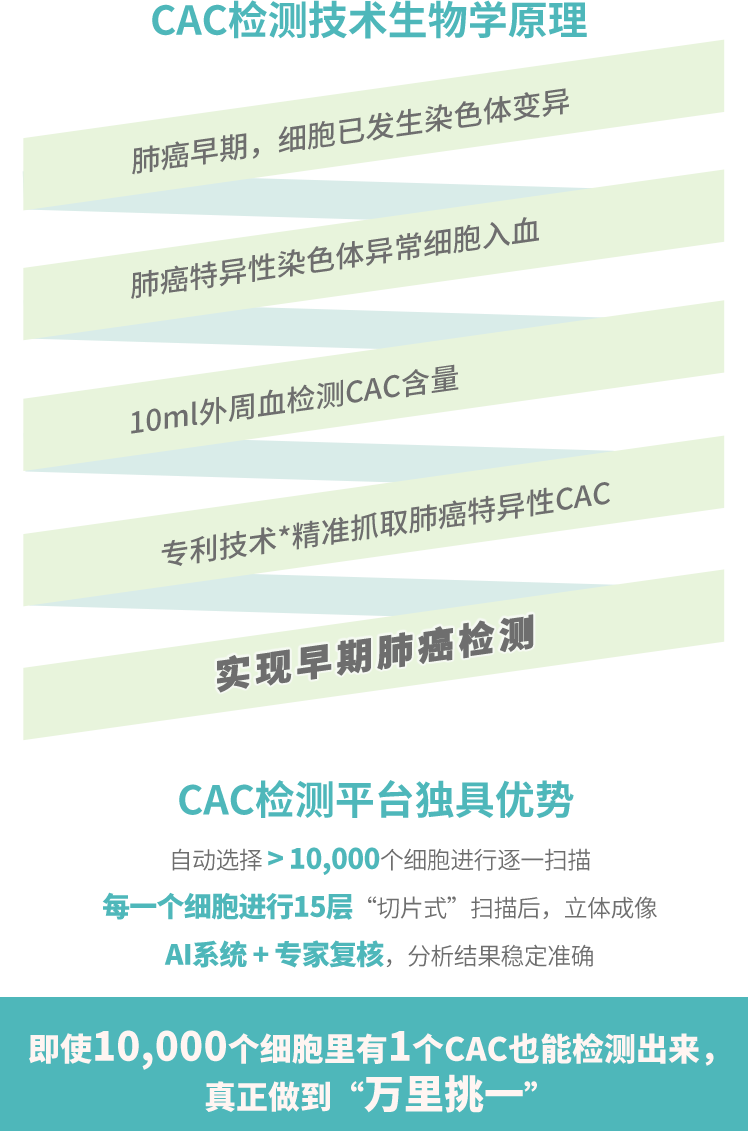 CAC检测技术生物学原理
肺癌早期，细胞已发生染色体变异
肺癌特异性染色体异常细胞入血
10ml外周血检测CAC含量
专利技术*精准抓取肺癌特异性CAC
实现早期肺癌检测
CAC检测平台独具优势
自动选择 > 10,000个细胞进行逐一扫描
每一个细胞进行15层“切片式”扫描后，立体成像
AI系统 + 专家复核，分析结果稳定准确
即使10,000个细胞里有1个CAC也能检测出来，
真正做到“万里挑一”